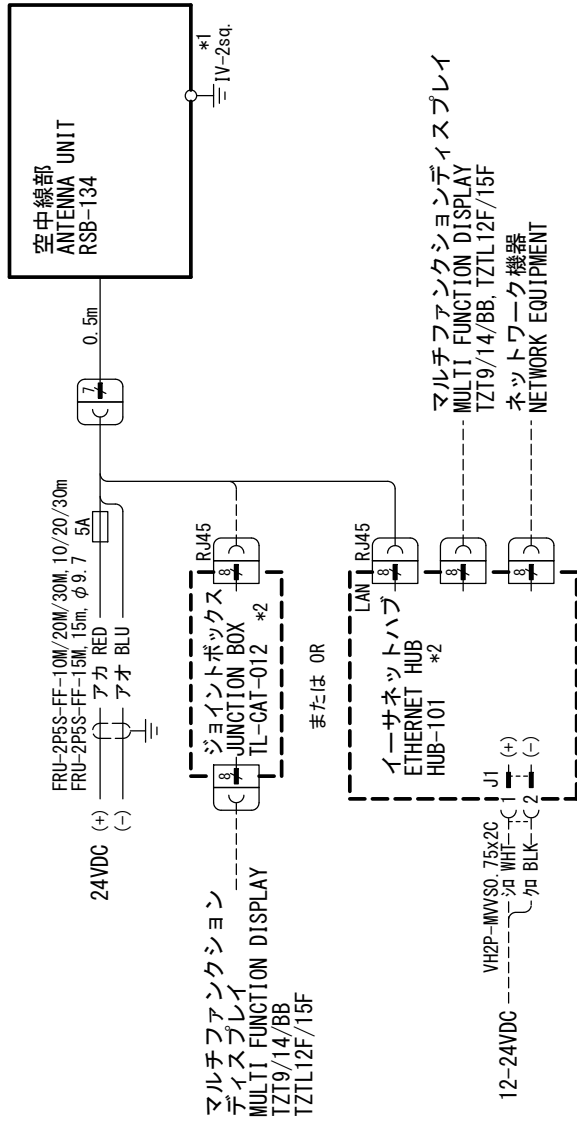 空中線部
ANTENNA UNIT
RSB-134
*1
IV-2sq.
0.5m
7
FRU-2P5S-FF-10M/20M/30M, 10/20/30m
FRU-2P5S-FF-15M, 15m, φ9.7
5A
24VDC (+)
(-)
アカ RED
アオ BLU
RJ45
8
ジョイントボックス
JUNCTION BOX
TL-CAT-012 *2
8
マルチファンクション
ディスプレイ
MULTI FUNCTION DISPLAY
TZT9/14/BB
TZTL12F/15F
または OR
LAN
RJ45
8
8
8
イーサネットハブ
ETHERNET HUB
HUB-101 *2
マルチファンクションディスプレイ
MULTI FUNCTION DISPLAY
TZT9/14/BB, TZTL12F/15F
ネットワーク機器
NETWORK EQUIPMENT
J1
1 (+)
2 (-)
VH2P-MVVS0.75x2C
シロ WHT
クロ BLK
12-24VDC